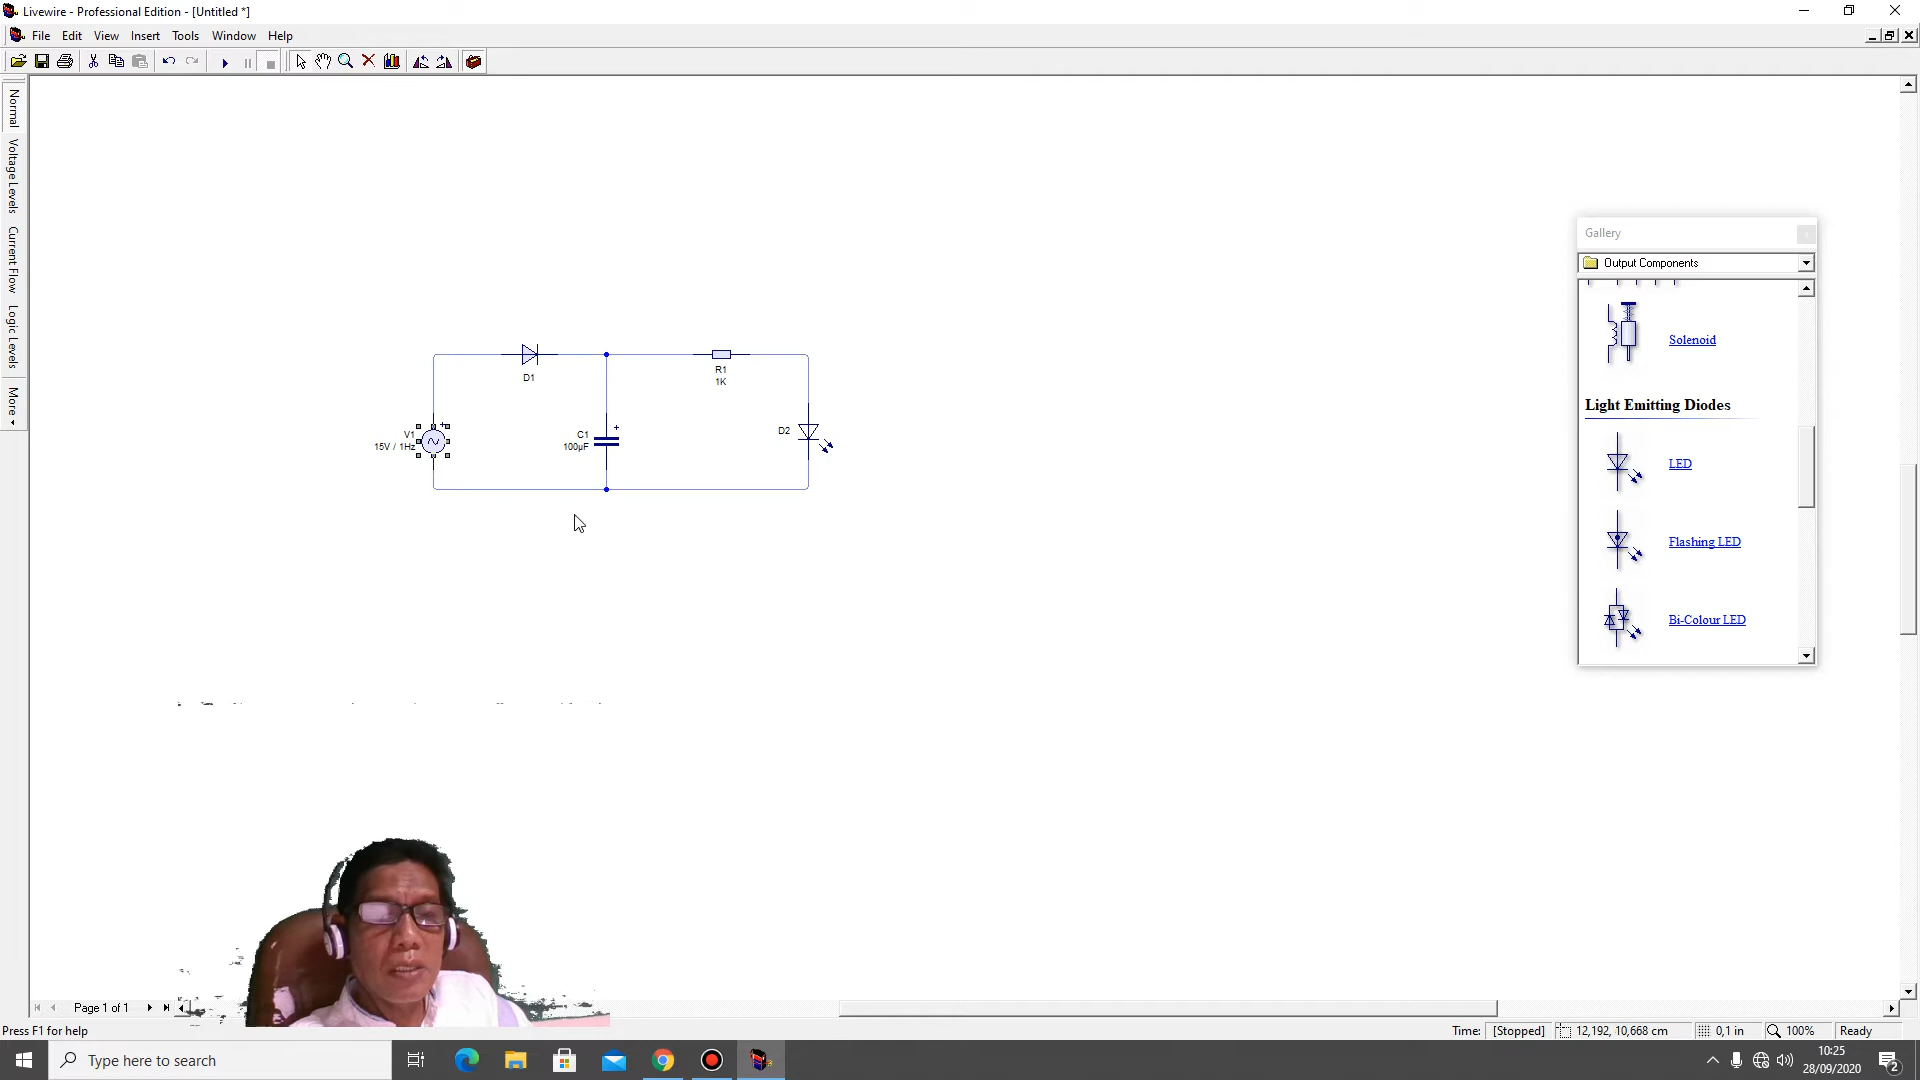 Livewire - Professional Edition - [Untitled *]
File Edit View Insert Tools Window Help
Normal
Voltage Levels
Current Flow
Logic Levels
More
D1
R1
1K
V1
15V / 1Hz
C1
100µF
D2
Gallery
Output Components
Solenoid
Light Emitting Diodes
LED
Flashing LED
Bi-Colour LED
Page 1 of 1
Press F1 for help
Time: [Stopped] 12,192, 10,668 cm 0,1 in 100% Ready
Type here to search
10:25
28/09/2020
2